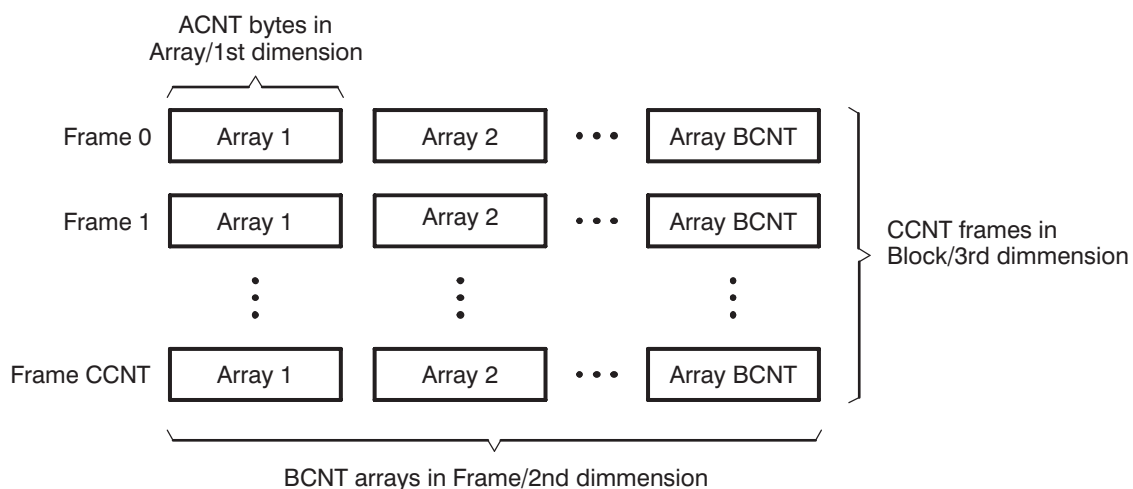 ACNT bytes in
Array/1st dimension
Frame 0
Array 1
Array 2
Array BCNT
Frame 1
Array 1
Array 2
Array BCNT
CCNT frames in
Block/3rd dimmension
Frame CCNT
Array 1
Array 2
Array BCNT
BCNT arrays in Frame/2nd dimmension